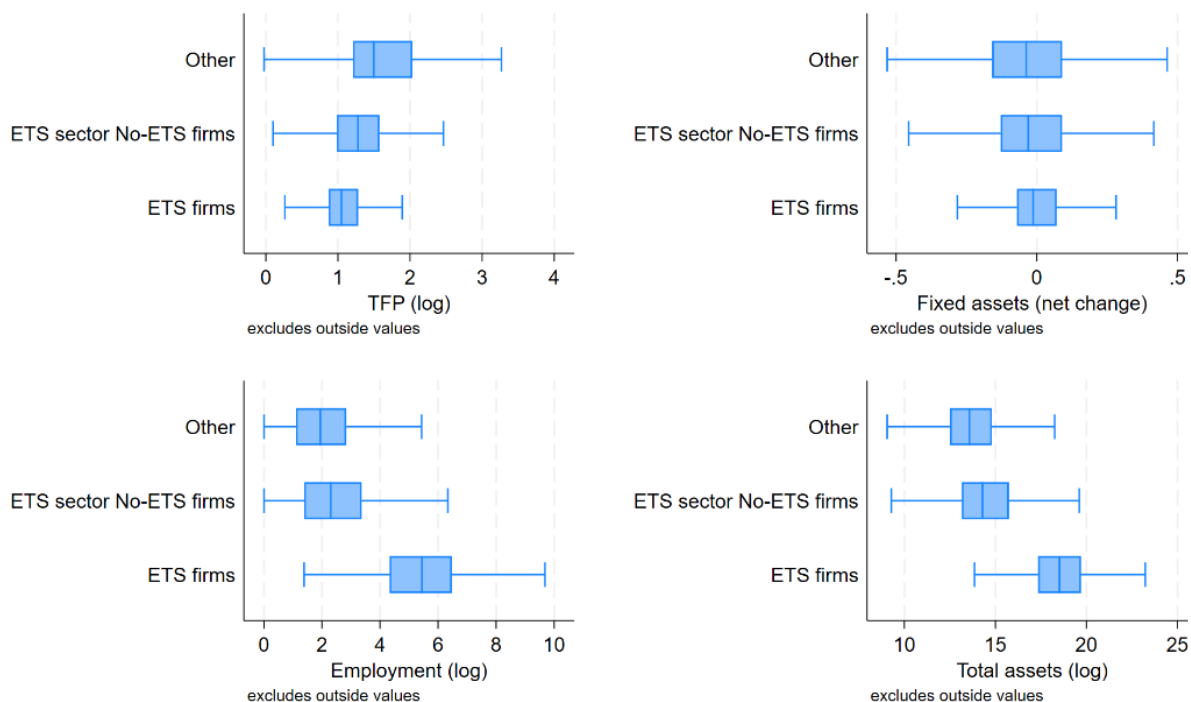 Other
ETS sector No-ETS firms
ETS firms
0 1 2 3 4
TFP (log)
excludes outside values
Other
ETS sector No-ETS firms
ETS firms
-.5 0 .5
Fixed assets (net change)
excludes outside values
Other
ETS sector No-ETS firms
ETS firms
0 2 4 6 8 10
Employment (log)
excludes outside values
Other
ETS sector No-ETS firms
ETS firms
10 15 20 25
Total assets (log)
excludes outside values